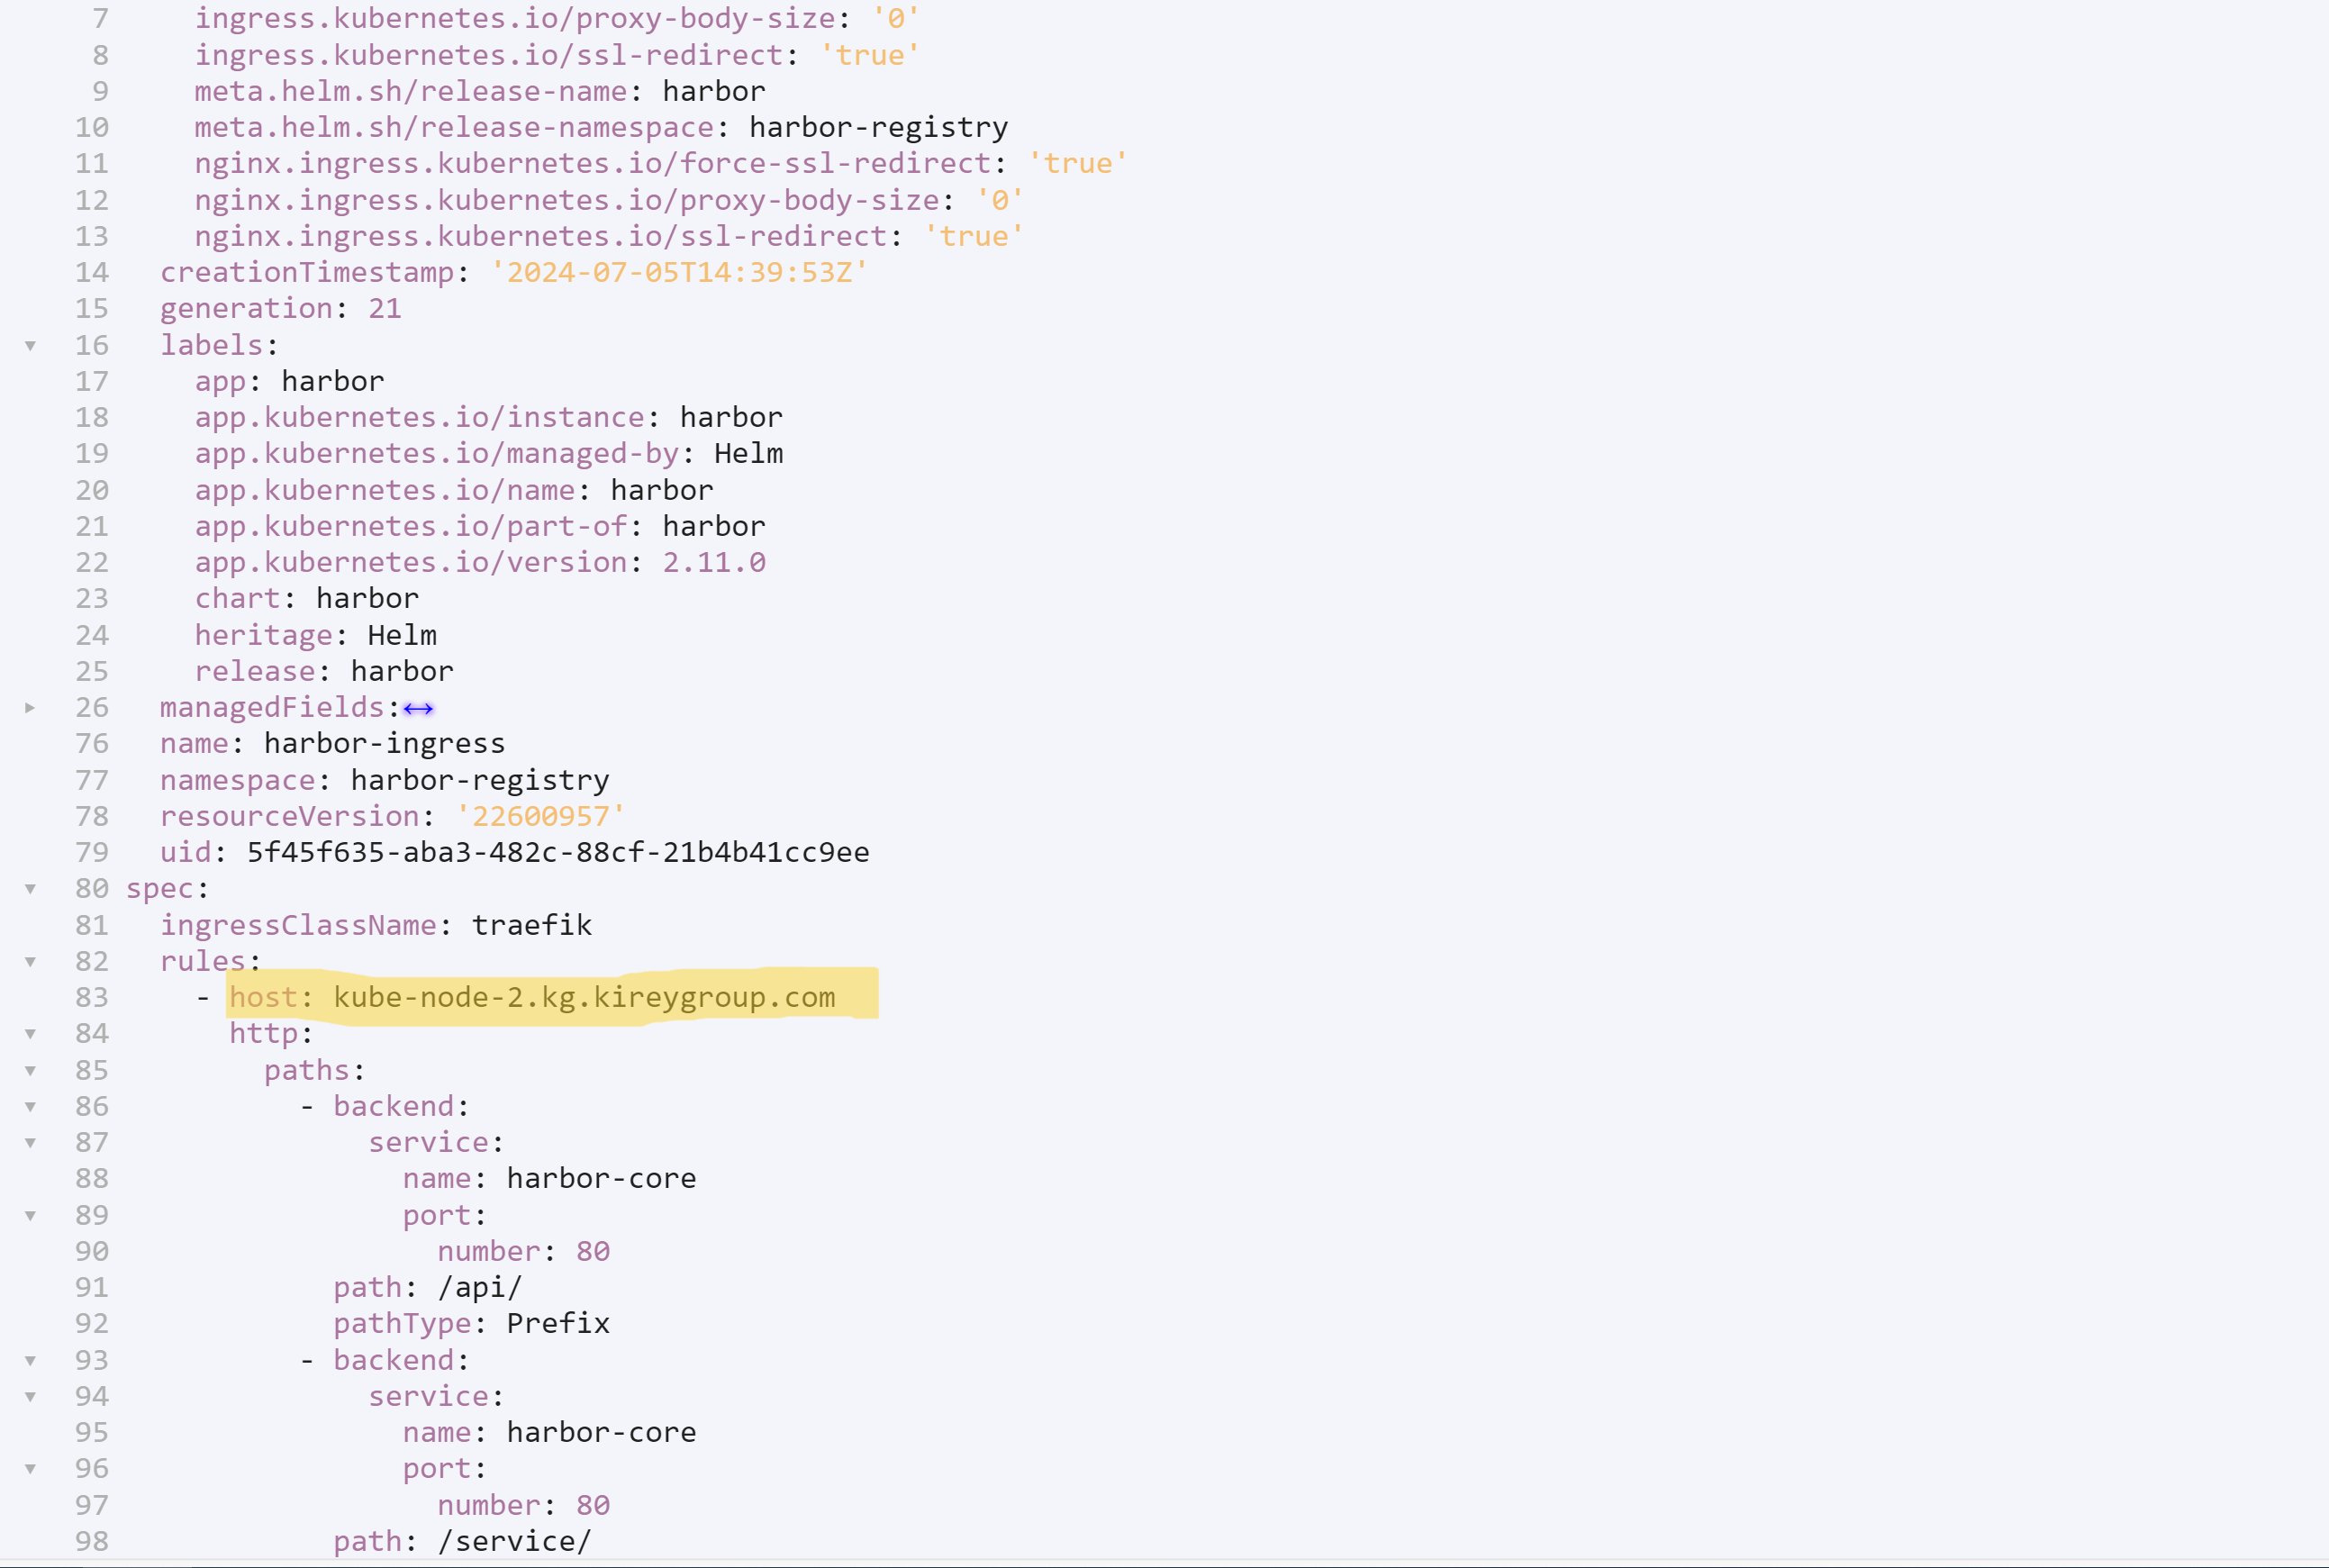 7 ingress.kubernetes.io/proxy-body-size: '0'
8 ingress.kubernetes.io/ssl-redirect: 'true'
9 meta.helm.sh/release-name: harbor
10 meta.helm.sh/release-namespace: harbor-registry
11 nginx.ingress.kubernetes.io/force-ssl-redirect: 'true'
12 nginx.ingress.kubernetes.io/proxy-body-size: '0'
13 nginx.ingress.kubernetes.io/ssl-redirect: 'true'
14 creationTimestamp: '2024-07-05T14:39:53Z'
15 generation: 21
16 labels:
17 app: harbor
18 app.kubernetes.io/instance: harbor
19 app.kubernetes.io/managed-by: Helm
20 app.kubernetes.io/name: harbor
21 app.kubernetes.io/part-of: harbor
22 app.kubernetes.io/version: 2.11.0
23 chart: harbor
24 heritage: Helm
25 release: harbor
26 managedFields:↔
76 name: harbor-ingress
77 namespace: harbor-registry
78 resourceVersion: '22600957'
79 uid: 5f45f635-aba3-482c-88cf-21b4b41cc9ee
80 spec:
81 ingressClassName: traefik
82 rules:
83 - host: kube-node-2.kg.kireygroup.com
84 http:
85 paths:
86 - backend:
87 service:
88 name: harbor-core
89 port:
90 number: 80
91 path: /api/
92 pathType: Prefix
93 - backend:
94 service:
95 name: harbor-core
96 port:
97 number: 80
98 path: /service/